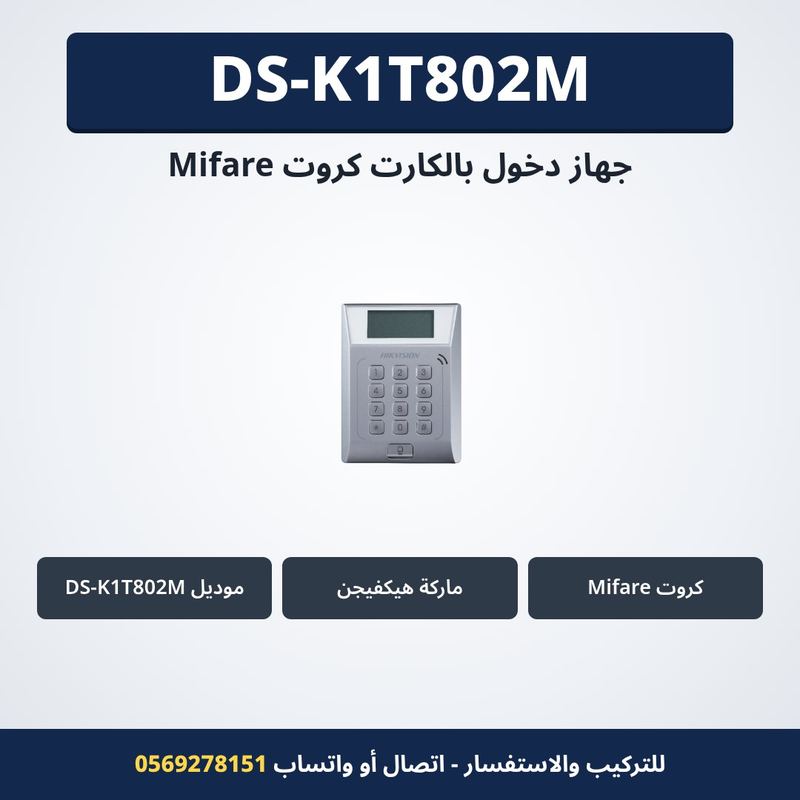 DS-K1T802M
جهاز دخول بالكارت كروت Mifare
HIKVISION
1 2 3
4 5 6
7 8 9
* 0 #
كروت Mifare
ماركة هيكفيجن
موديل DS-K1T802M
للتركيب والاستفسار - اتصال أو واتساب 0569278151